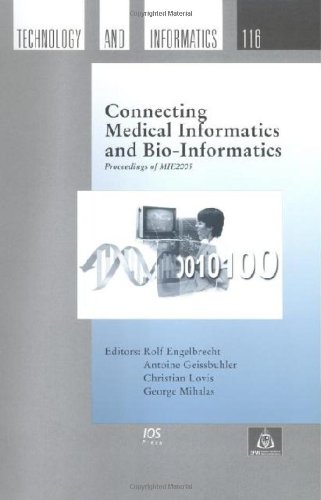 TECHNOLOGY AND INFORMATICS 116
Connecting
Medical Informatics
and Bio-Informatics
Proceedings of MIE2005
0010100
Editors: Rolf Engelbrecht
Antoine Geissbuhler
Christian Lovis
George Mihalas
IOS
Press